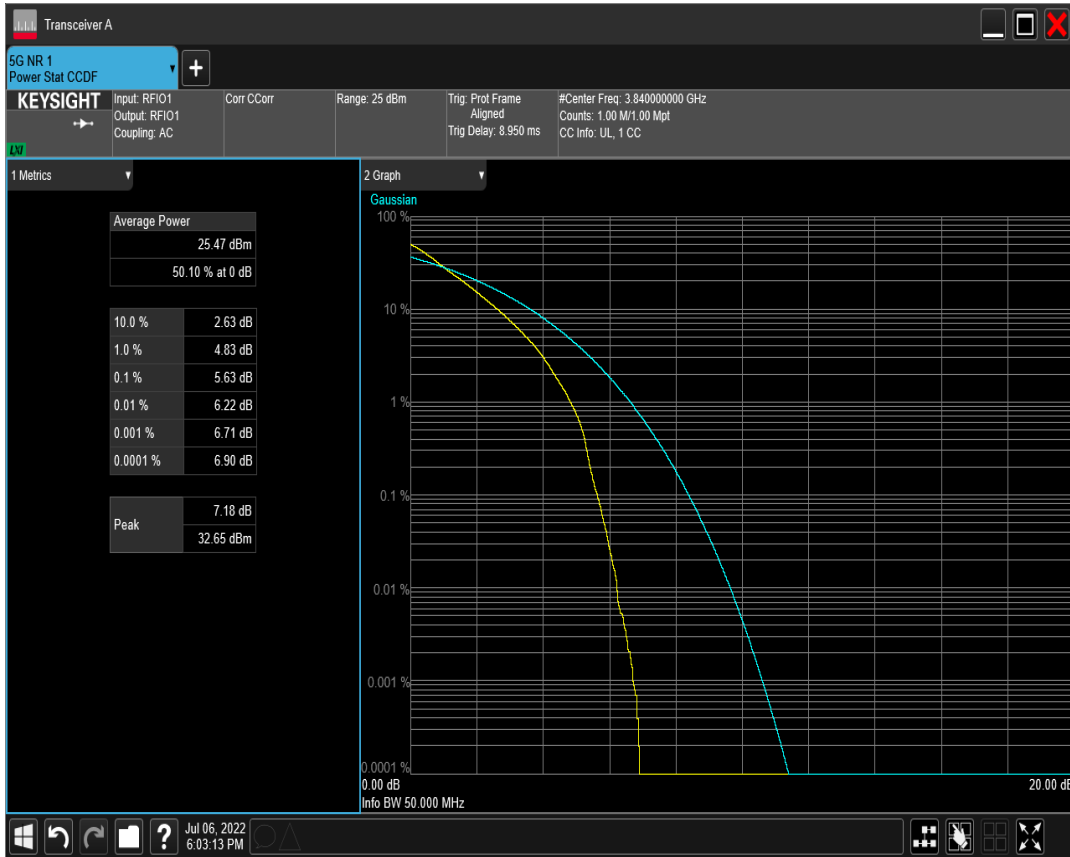 Transceiver A
5G NR 1
Power Stat CCDF
+
KEYSIGHT
LXI
Input: RFIO1
Output: RFIO1
Coupling: AC
Corr CCorr
Range: 25 dBm
Trig: Prot Frame
Aligned
Trig Delay: 8.950 ms
#Center Freq: 3.840000000 GHz
Counts: 1.00 M/1.00 Mpt
CC Info: UL, 1 CC
1 Metrics
Average Power
25.47 dBm
50.10 % at 0 dB
10.0 % 2.63 dB
1.0 % 4.83 dB
0.1 % 5.63 dB
0.01 % 6.22 dB
0.001 % 6.71 dB
0.0001 % 6.90 dB
Peak
7.18 dB
32.65 dBm
2 Graph
Gaussian
100 %
10 %
1 %
0.1 %
0.01 %
0.001 %
0.0001 %
0.00 dB 20.00 dB
Info BW 50.000 MHz
?
Jul 06, 2022
6:03:13 PM